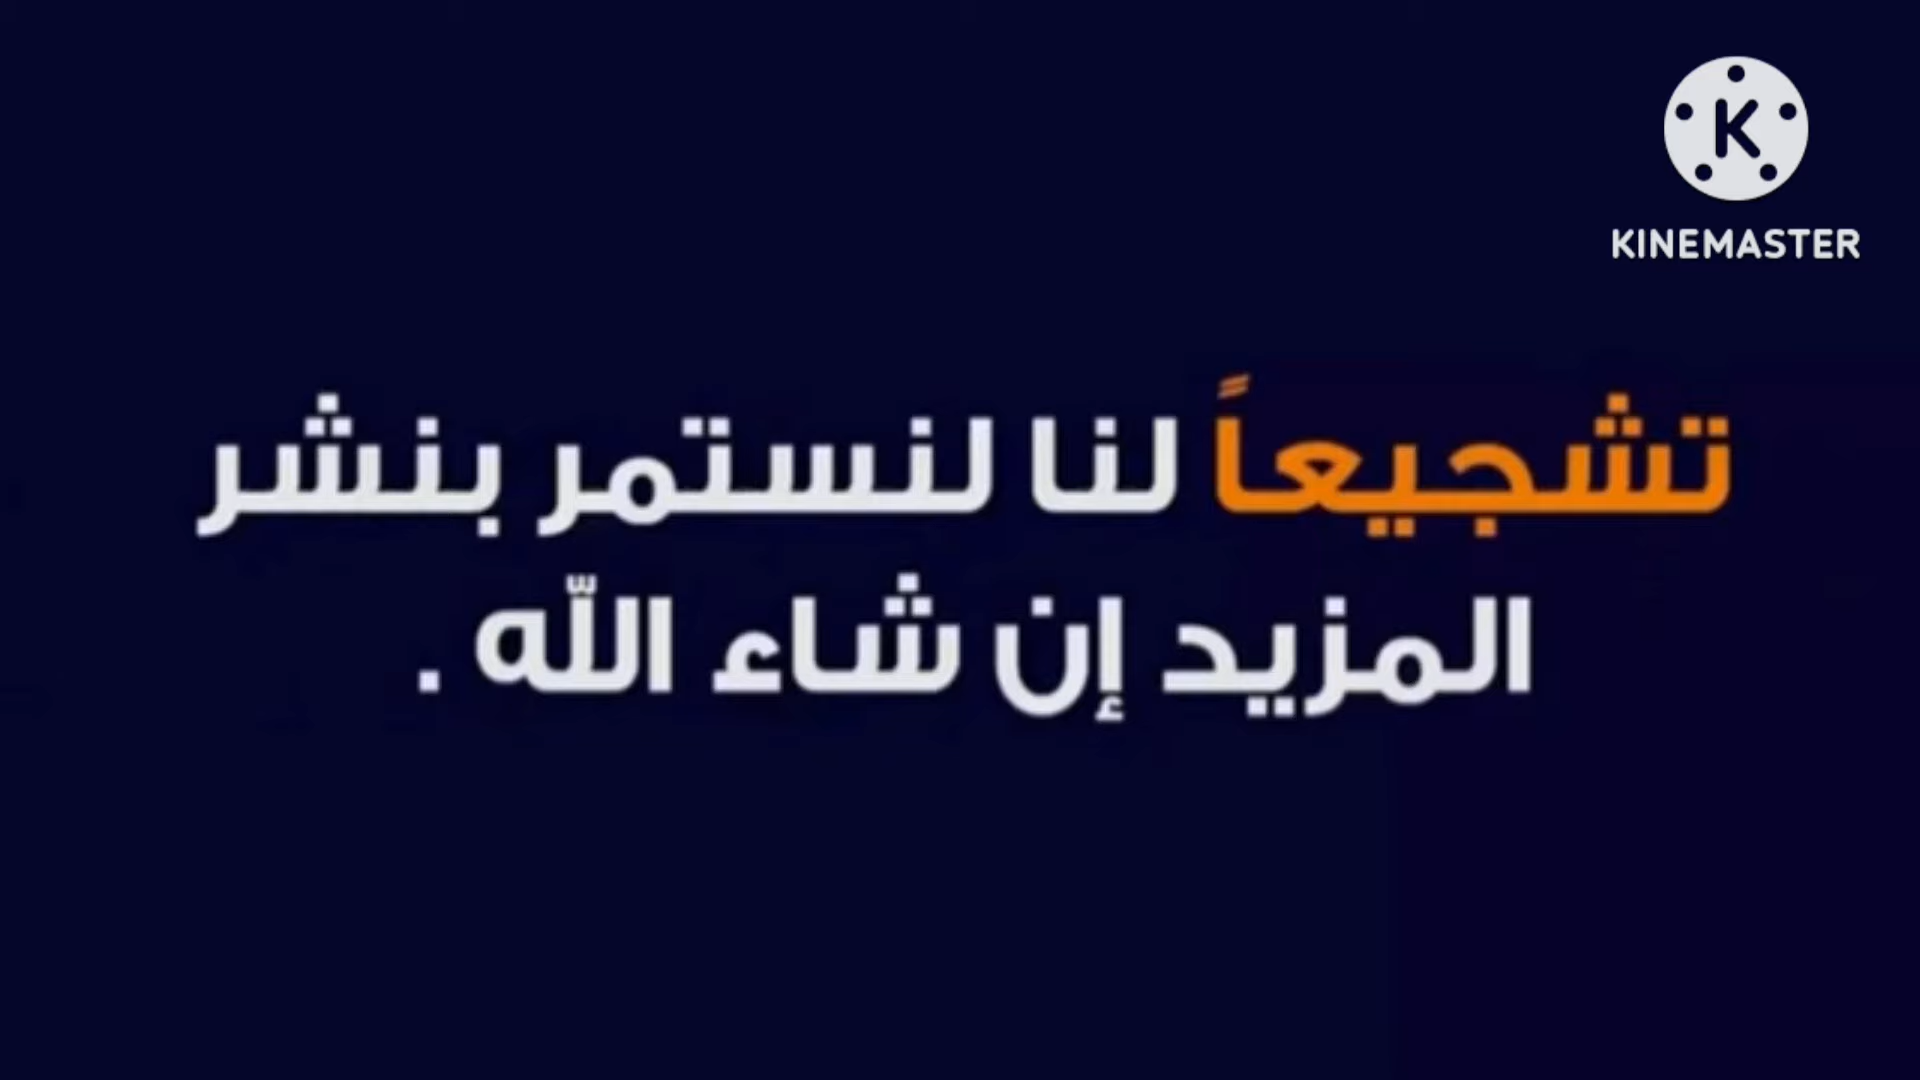 KINEMASTER
تشجيعاً لنا لنستمر بنشر
المزيد إن شاء اللّه .